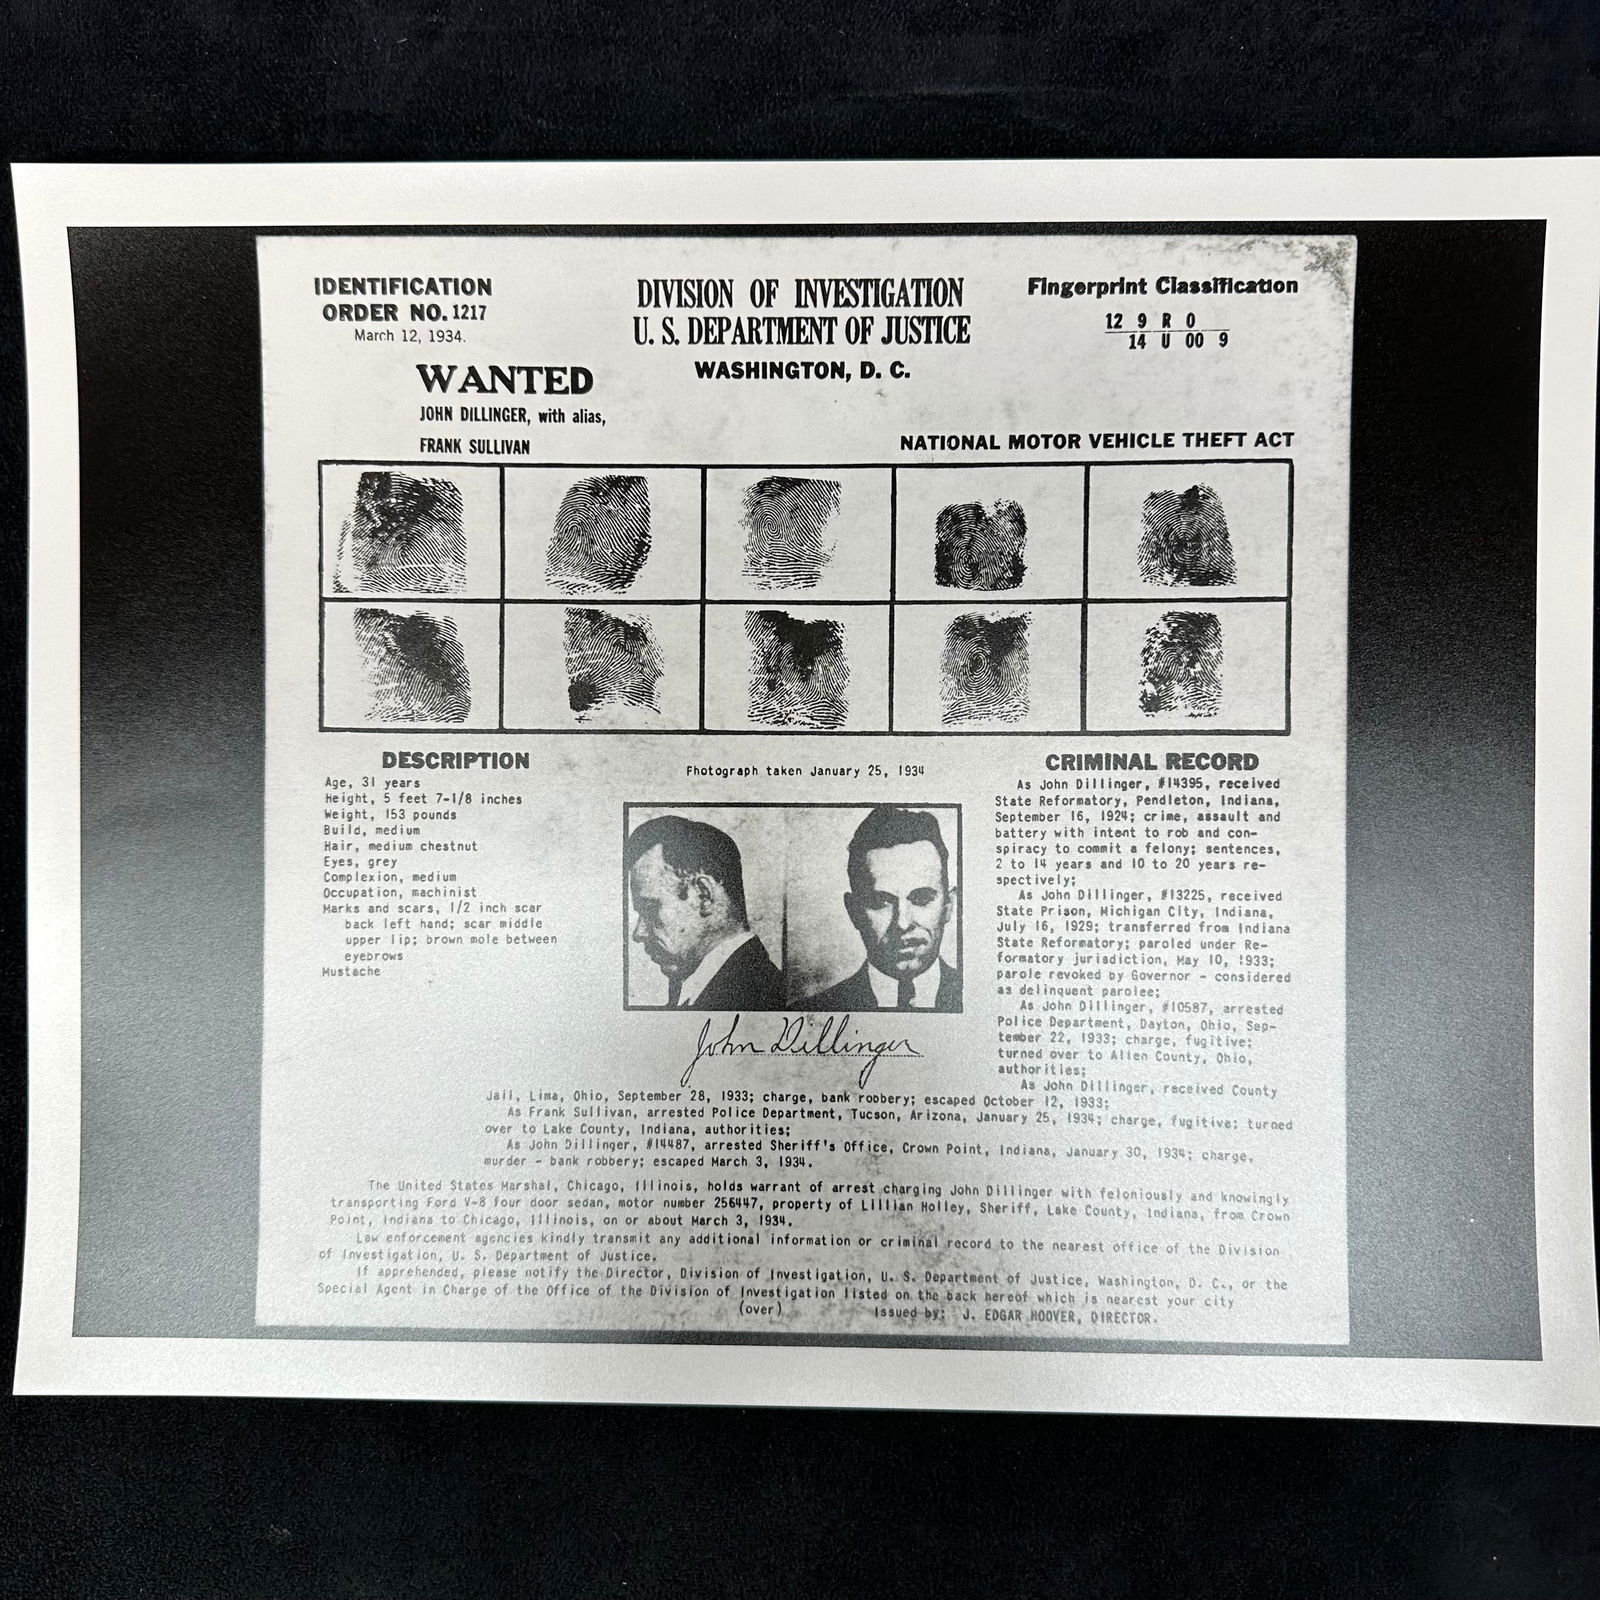 IDENTIFICATION
ORDER NO. 1217
March 12, 1934.
DIVISION OF INVESTIGATION
U. S. DEPARTMENT OF JUSTICE
WASHINGTON, D. C.
Fingerprint Classification
12 9 R 0
14 U 00 9
WANTED
JOHN DILLINGER, with alias,
FRANK SULLIVAN
NATIONAL MOTOR VEHICLE THEFT ACT
DESCRIPTION
Age, 31 years
Height, 5 feet 7-1/8 inches
Weight, 153 pounds
Build, medium
Hair, medium chestnut
Eyes, grey
Complexion, medium
Occupation, machinist
Marks and scars, 1/2 inch scar
back left hand; scar middle
upper lip; brown mole between
eyebrows
Mustache
Photograph taken January 25, 1934
John Dillinger
CRIMINAL RECORD
As John Dillinger, #14395, received
State Reformatory, Pendleton, Indiana,
September 16, 1924; crime, assault and
battery with intent to rob and con-
spiracy to commit a felony; sentences,
2 to 14 years and 10 to 20 years re-
spectively;
As John Dillinger, #13225, received
State Prison, Michigan City, Indiana,
July 16, 1929; transferred from Indiana
State Reformatory; paroled under Re-
formatory jurisdiction, May 10, 1933;
parole revoked by Governor - considered
as delinquent parolee;
As John Dillinger, #10587, arrested
Police Department, Dayton, Ohio, Sep-
tember 22, 1933; charge, fugitive;
turned over to Allen County, Ohio,
authorities;
As John Dillinger, received County
Jail, Lima, Ohio, September 28, 1933; charge, bank robbery; escaped October 12, 1933;
As Frank Sullivan, arrested Police Department, Tucson, Arizona, January 25, 1934; charge, fugitive; turned
over to Lake County, Indiana, authorities;
As John Dillinger, #14487, arrested Sheriff's Office, Crown Point, Indiana, January 30, 1934; charge,
murder - bank robbery; escaped March 3, 1934.
The United States Marshal, Chicago, Illinois, holds warrant of arrest charging John Dillinger with feloniously and knowingly
transporting Ford V-8 four door sedan, motor number 256447, property of Lillian Holley, Sheriff, Lake County, Indiana, from Crown
Point, Indiana to Chicago, Illinois, on or about March 3, 1934.
Law enforcement agencies kindly transmit any additional information or criminal record to the nearest office of the Division
of Investigation, U. S. Department of Justice.
If apprehended, please notify the Director, Division of Investigation, U. S. Department of Justice, Washington, D. C., or the
Special Agent in Charge of the Office of the Division of Investigation listed on the back hereof which is nearest your city
(over)
Issued by: J. EDGAR HOOVER, DIRECTOR.